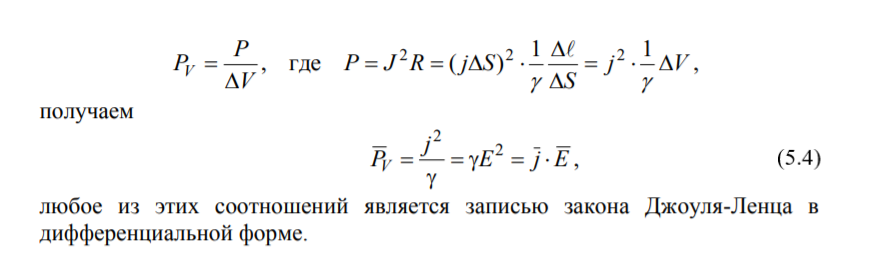 P_V = P/ΔV, где P = J²R = (jΔS)² · 1/γ Δℓ/ΔS = j² · 1/γ ΔV,
получаем
P̅_V = j²/γ = γE² = j̅ · E̅, (5.4)
любое из этих соотношений является записью закона Джоуля-Ленца в
дифференциальной форме.